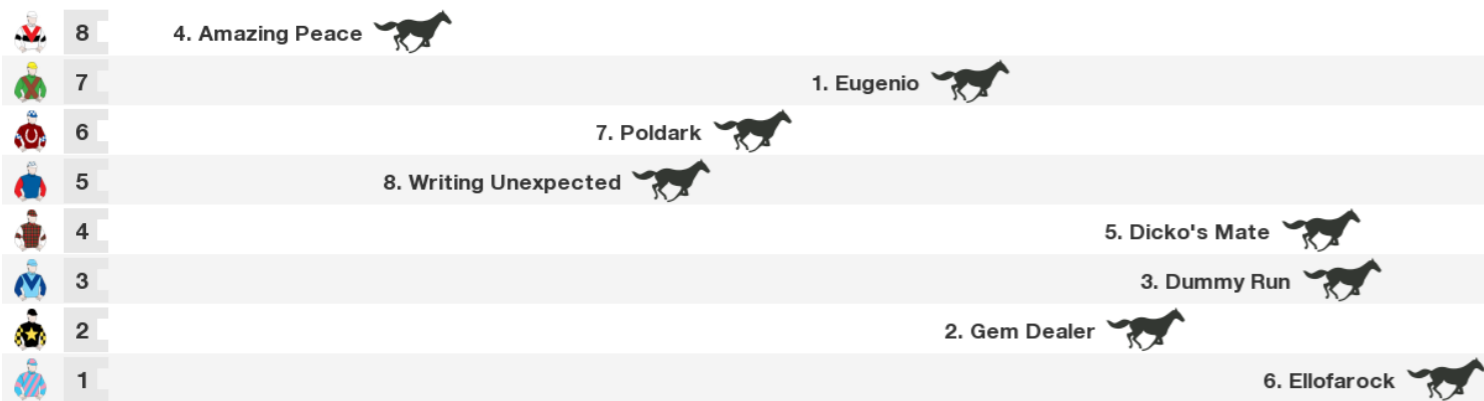 8 4. Amazing Peace
7 1. Eugenio
6 7. Poldark
5 8. Writing Unexpected
4 5. Dicko's Mate
3 3. Dummy Run
2 2. Gem Dealer
1 6. Ellofarock